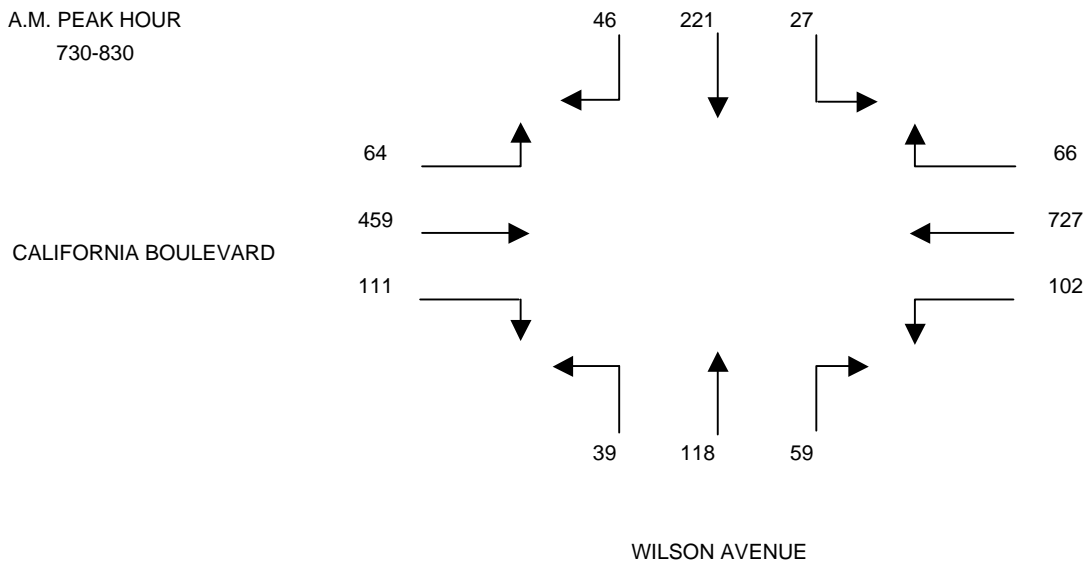 A.M. PEAK HOUR
730-830
46 221 27
64 66
459 727
CALIFORNIA BOULEVARD
111 102
39 118 59
WILSON AVENUE